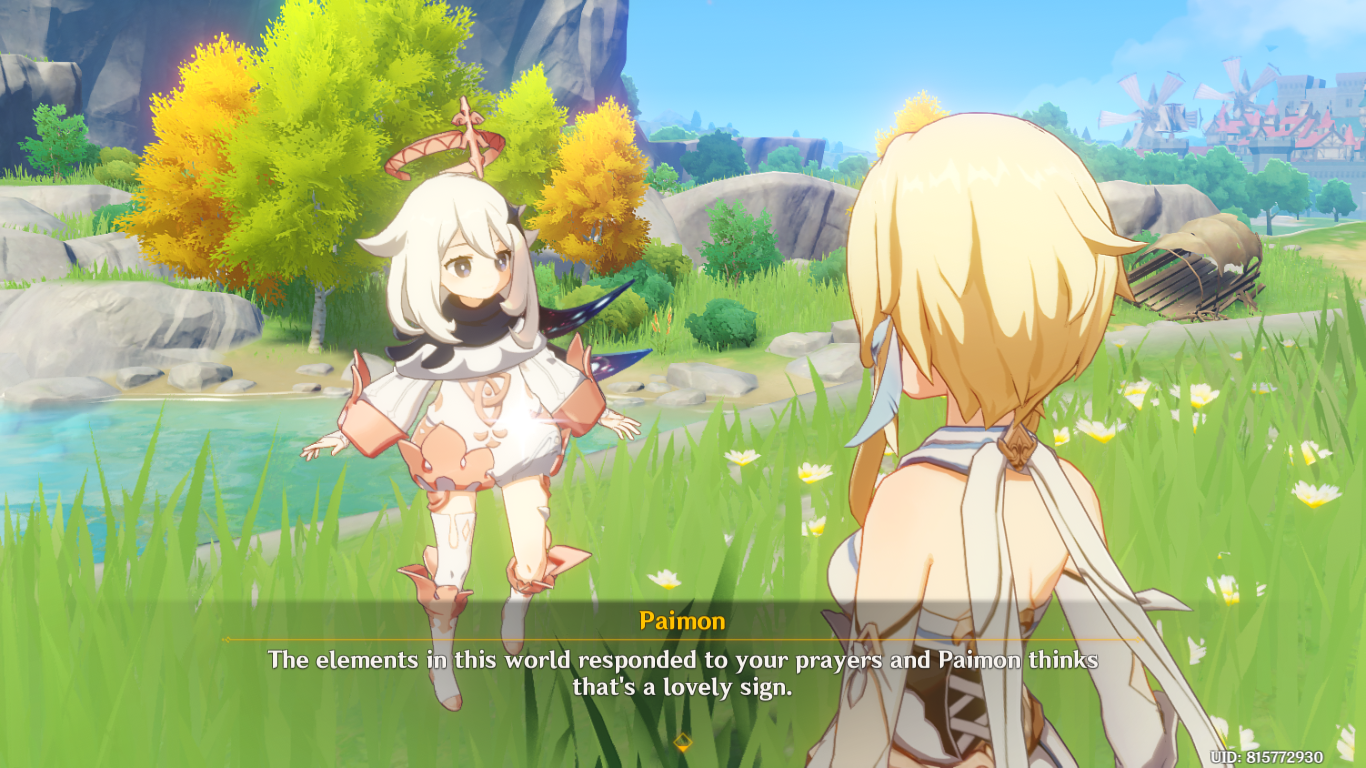 Paimon
The elements in this world responded to your prayers and Paimon thinks
that's a lovely sign.
UID: 815772930